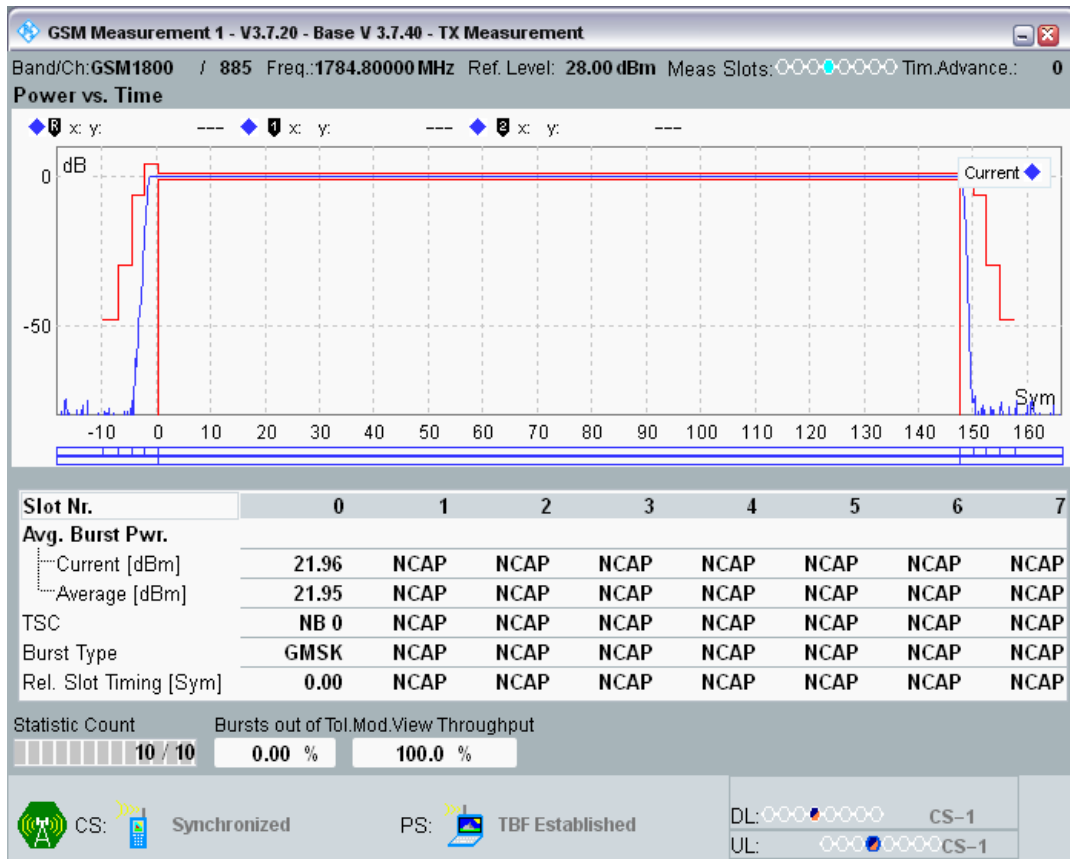 GSM Measurement 1 - V3.7.20 - Base V 3.7.40 - TX Measurement
Band/Ch:GSM1800 / 885 Freq.:1784.80000 MHz Ref. Level: 28.00 dBm Meas Slots: Tim.Advance.: 0
Power vs. Time
R x: y: --- 1 x: y: --- 2 x: y: ---
dB
Current
0
-50
Sym
-10 0 10 20 30 40 50 60 70 80 90 100 110 120 130 140 150 160
Slot Nr. 0 1 2 3 4 5 6 7
Avg. Burst Pwr.
Current [dBm] 21.96 NCAP NCAP NCAP NCAP NCAP NCAP NCAP
Average [dBm] 21.95 NCAP NCAP NCAP NCAP NCAP NCAP NCAP
TSC NB 0 NCAP NCAP NCAP NCAP NCAP NCAP NCAP
Burst Type GMSK NCAP NCAP NCAP NCAP NCAP NCAP NCAP
Rel. Slot Timing [Sym] 0.00 NCAP NCAP NCAP NCAP NCAP NCAP NCAP
Statistic Count Bursts out of Tol.Mod.View Throughput
10 / 10 0.00 % 100.0 %
CS: Synchronized PS: TBF Established DL: CS-1
UL: CS-1